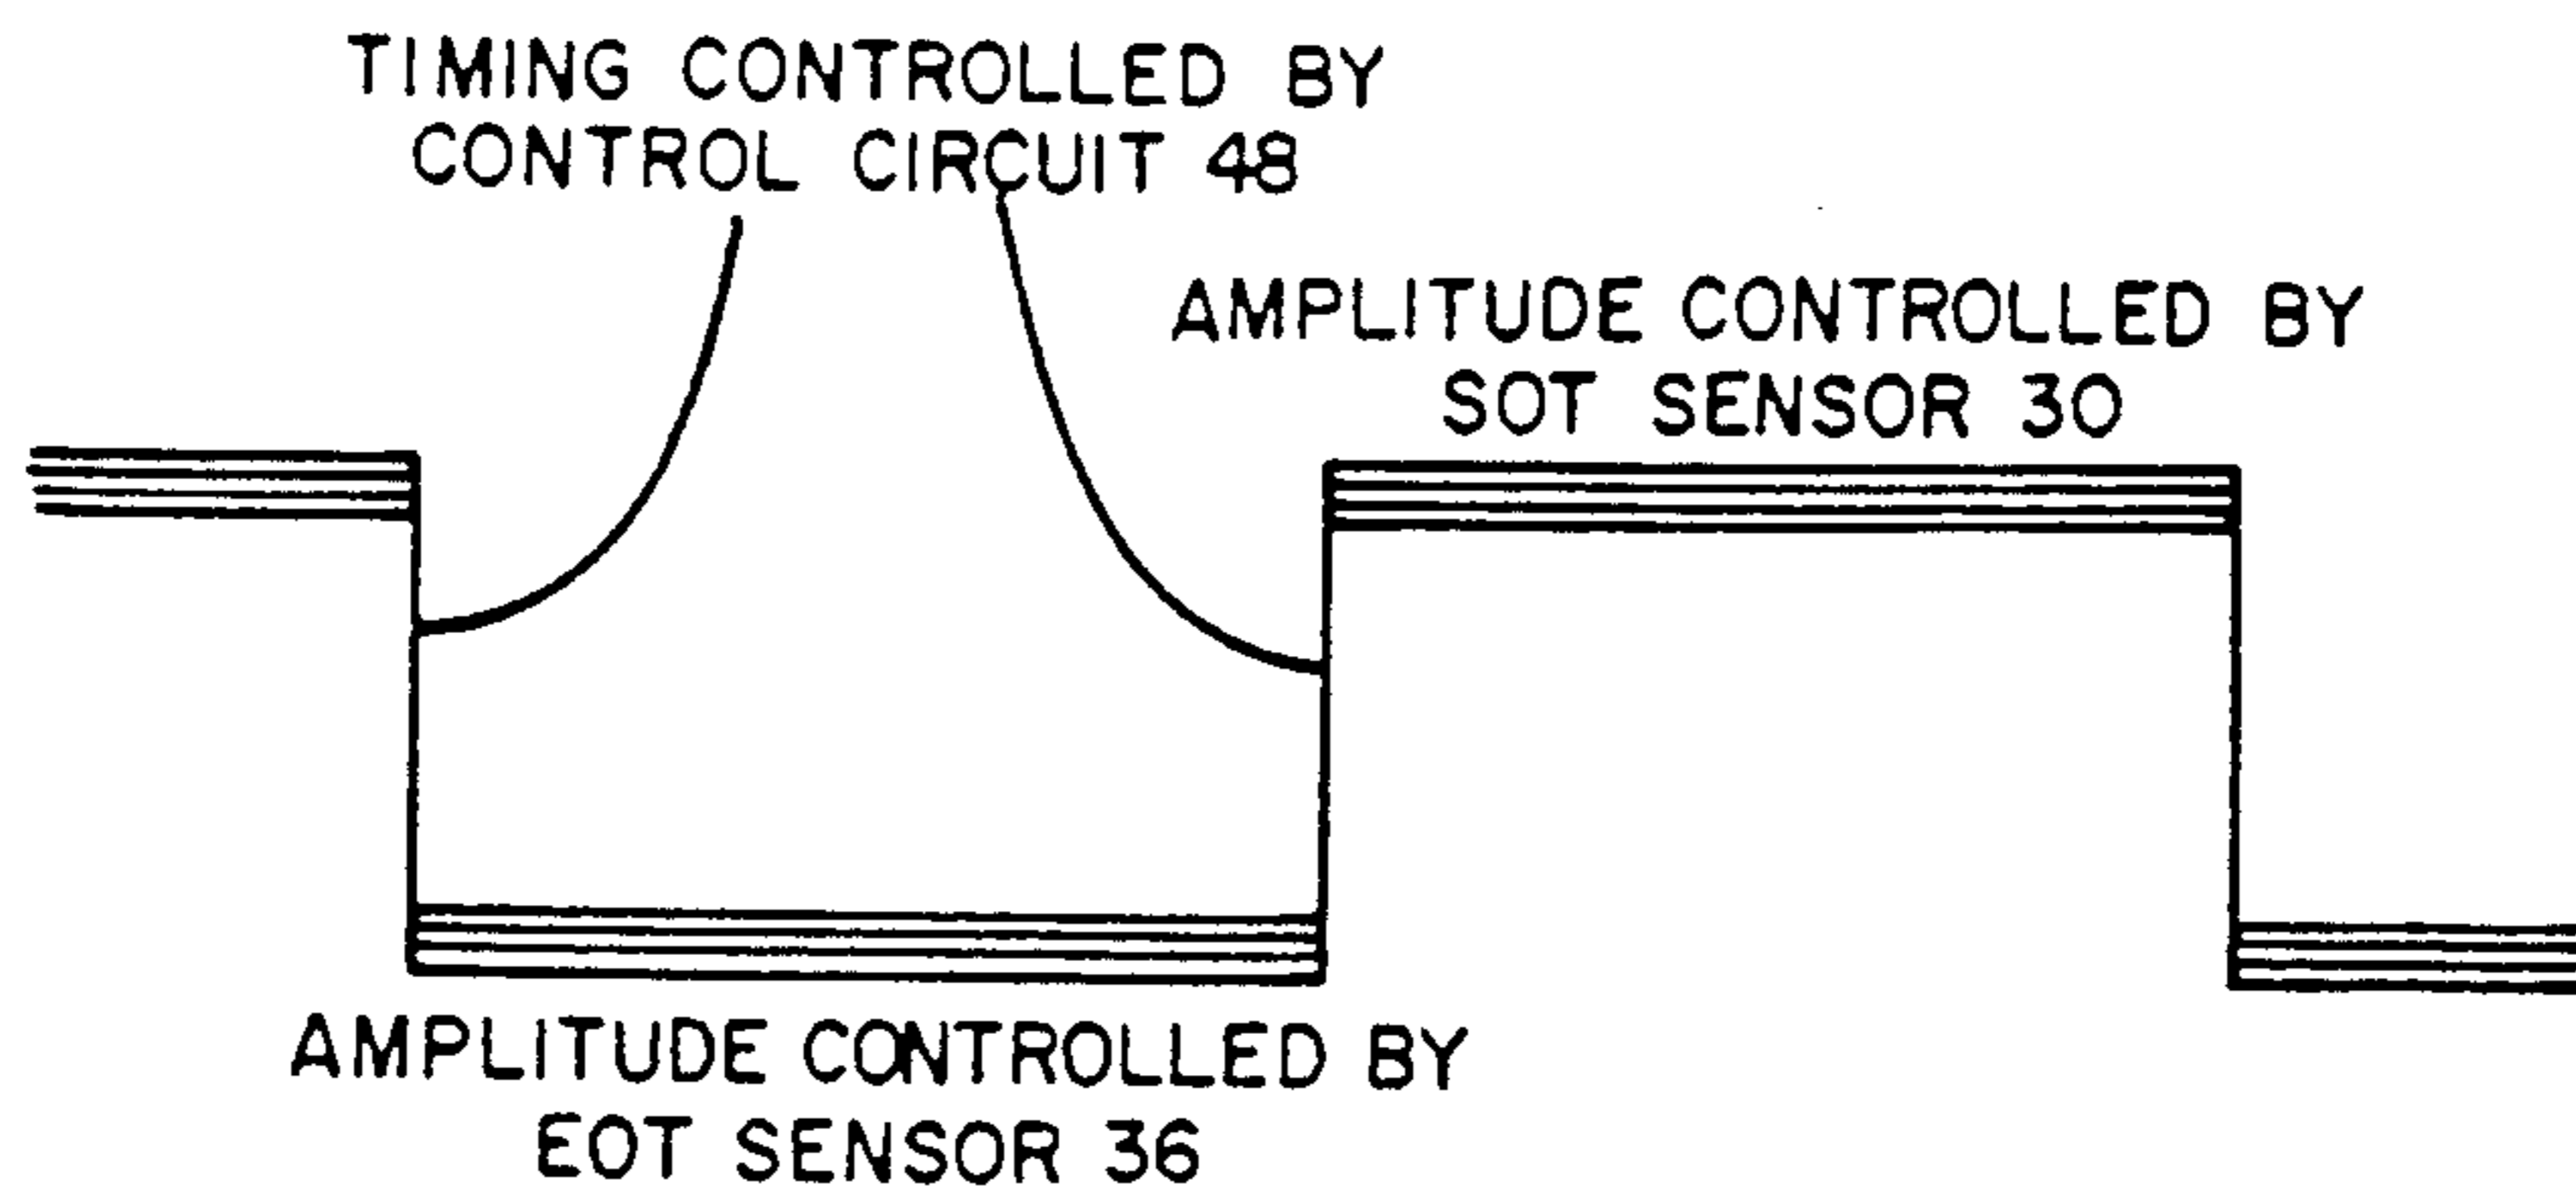 TIMING CONTROLLED BY
CONTROL CIRCUIT 48
AMPLITUDE CONTROLLED BY
SOT SENSOR 30
AMPLITUDE CONTROLLED BY
EOT SENSOR 36